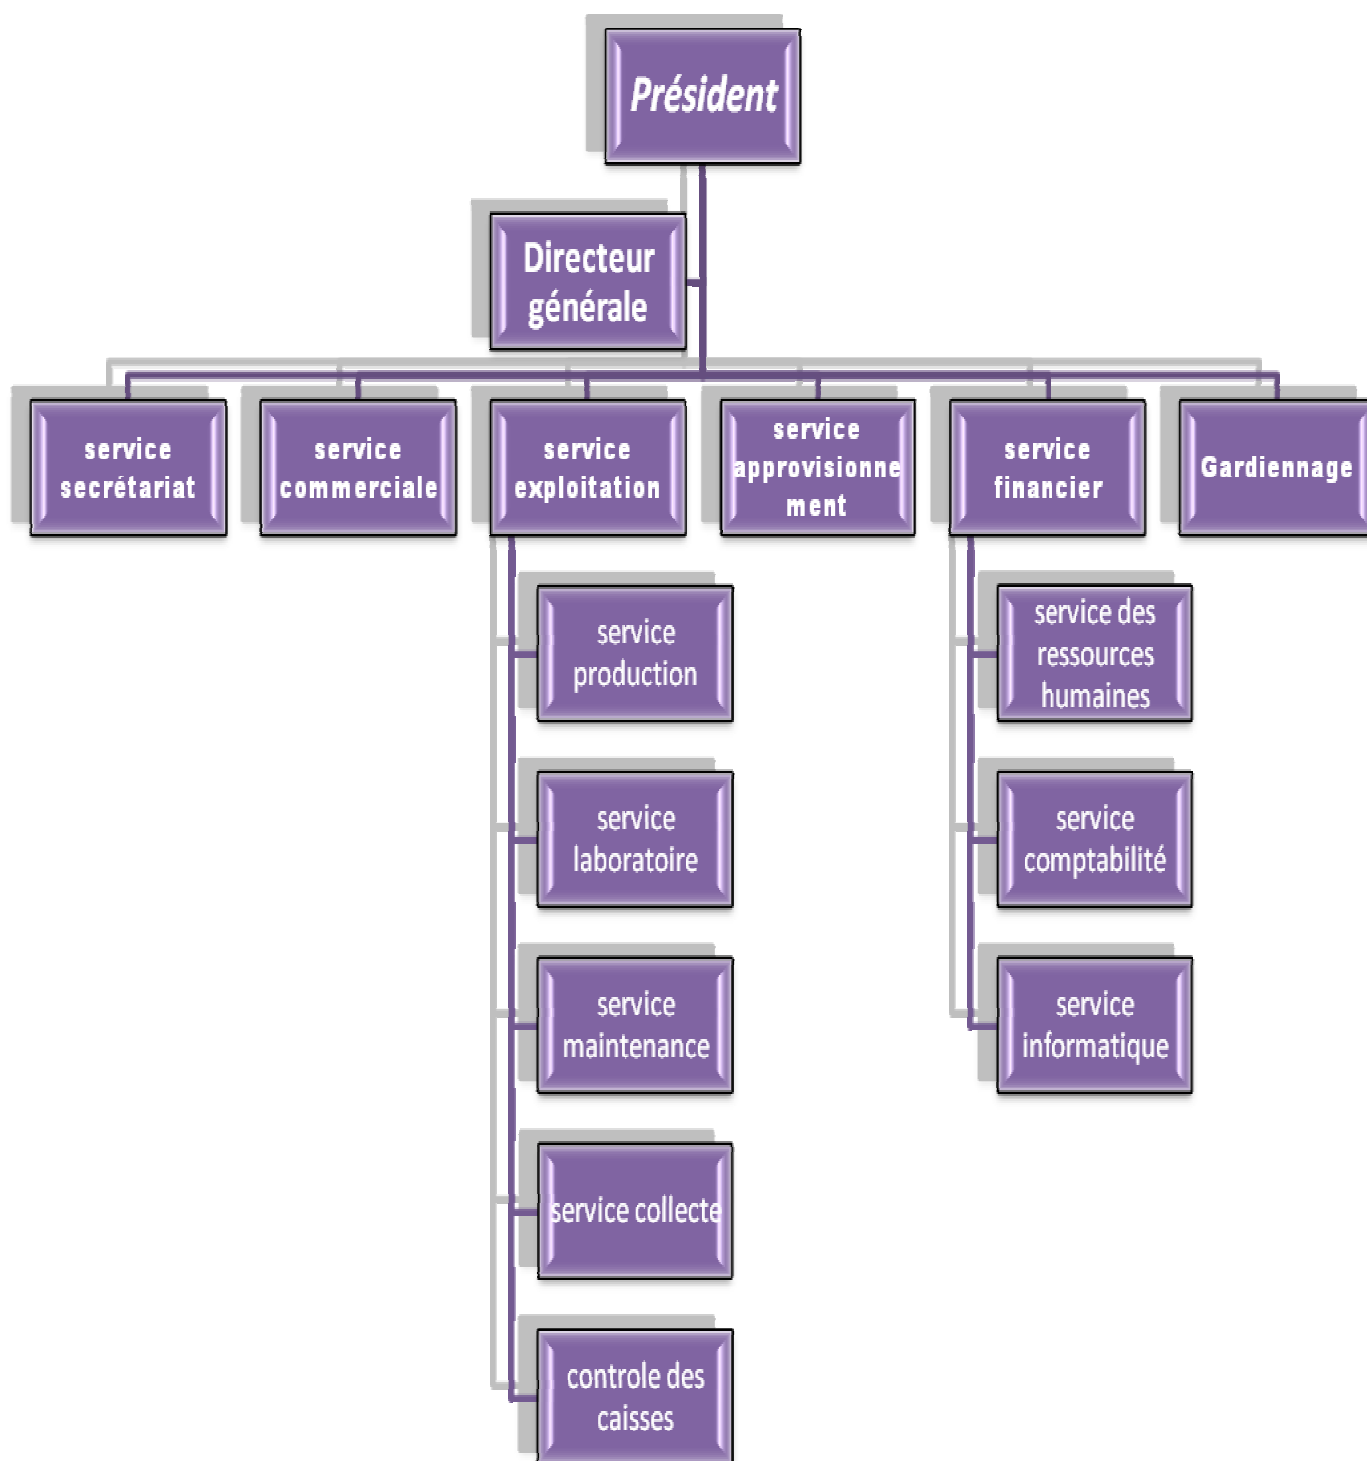 Président
Directeur
générale
service
secrétariat
service
commerciale
service
exploitation
service
approvisionne
ment
service
financier
Gardiennage
service
production
service
laboratoire
service
maintenance
service collecte
controle des
caisses
service des
ressources
humaines
service
comptabilité
service
informatique